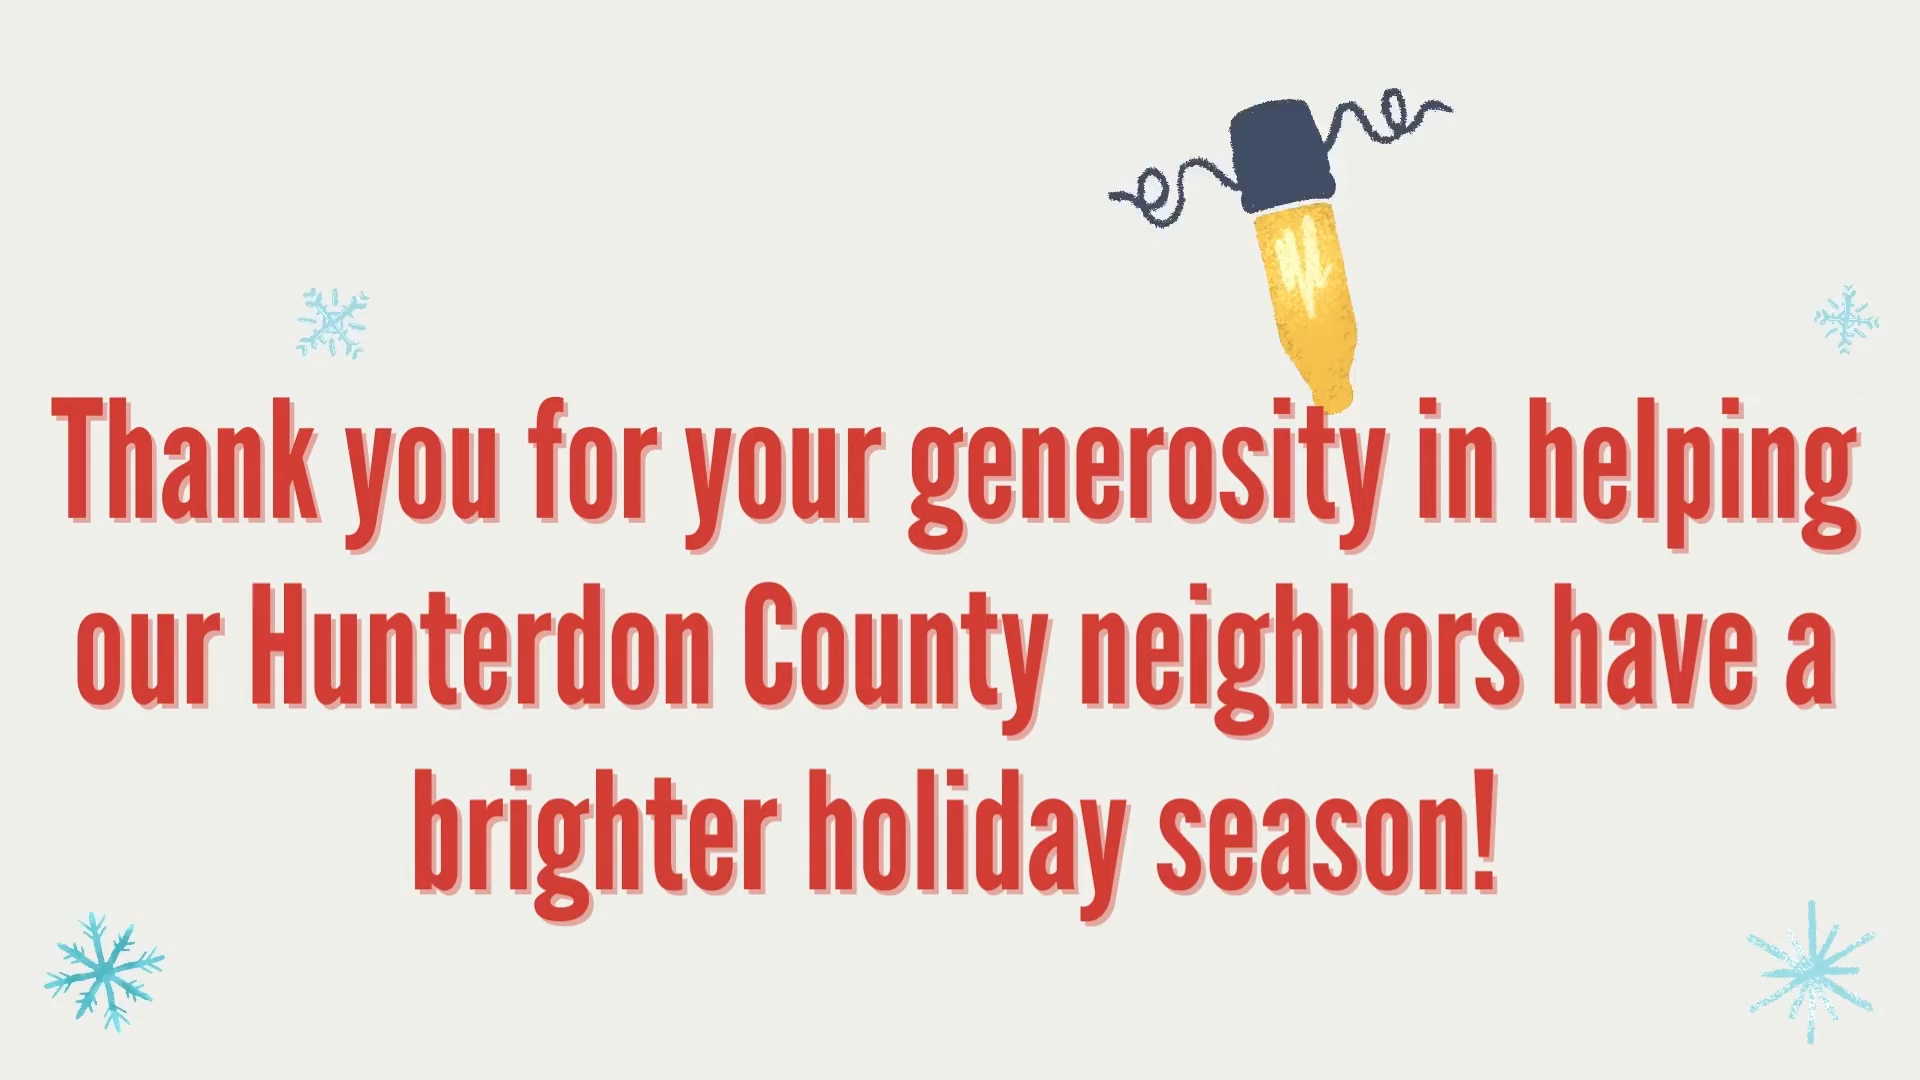 Thank you for your generosity in helping
our Hunterdon County neighbors have a
brighter holiday season!